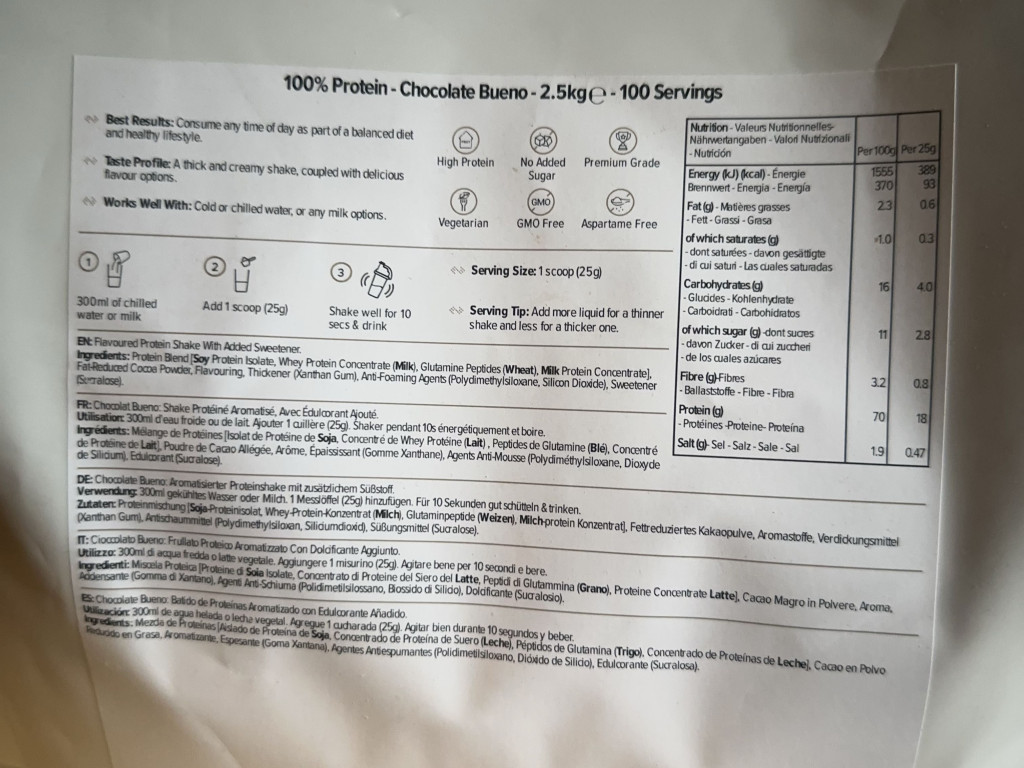 100% Protein - Chocolate Bueno - 2.5kg ℮ - 100 Servings
Best Results: Consume any time of day as part of a balanced diet
and healthy lifestyle.
Taste Profile: A thick and creamy shake, coupled with delicious
flavour options.
Works Well With: Cold or chilled water, or any milk options.
High Protein
No Added
Sugar
Premium Grade
Vegetarian
GMO
GMO Free
Aspartame Free
1
300ml of chilled
water or milk
2
Add 1 scoop (25g)
3
Shake well for 10
secs & drink
Serving Size: 1 scoop (25g)
Serving Tip: Add more liquid for a thinner
shake and less for a thicker one.
Nutrition - Valeurs Nutritionnelles-
Nährwertangaben - Valori Nutrizionali
- Nutrición
Per 100g Per 25g
Energy (kJ) (kcal) - Énergie 1555 389
Brennwert - Energia - Energía 370 93
Fat (g) - Matières grasses 2.3 0.6
- Fett - Grassi - Grasa
of which saturates (g) 1.0 0.3
- dont saturées - davon gesättigte
- di cui saturi - Las cuales saturadas
Carbohydrates (g) 16 4.0
- Glucides - Kohlenhydrate
- Carboidrati - Carbohidratos
of which sugar (g) -dont sucres 11 2.8
- davon Zucker - di cui zuccheri
- de los cuales azúcares
Fibre (g)-Fibres 3.2 0.8
- Ballaststoffe - Fibre - Fibra
Protein (g) 70 18
- Protéines -Proteine- Proteína
Salt (g)- Sel - Salz - Sale - Sal 1.9 0.47
EN: Flavoured Protein Shake With Added Sweetener.
Ingredients: Protein Blend [Soy Protein Isolate, Whey Protein Concentrate (Milk), Glutamine Peptides (Wheat), Milk Protein Concentrate],
Fat-Reduced Cocoa Powder, Flavouring, Thickener (Xanthan Gum), Anti-Foaming Agents (Polydimethylsiloxane, Silicon Dioxide), Sweetener
(Sucralose).
FR: Chocolat Bueno: Shake Protéiné Aromatisé, Avec Édulcorant Ajouté.
Utilisation: 300ml d'eau froide ou de lait. Ajouter 1 cuillère (25g). Shaker pendant 10s énergétiquement et boire.
Ingrédients: Mélange de Protéines [Isolat de Protéine de Soja, Concentré de Whey Protéine (Lait), Peptides de Glutamine (Blé), Concentré
de Protéine de Lait], Poudre de Cacao Allégée, Arôme, Épaississant (Gomme Xanthane), Agents Anti-Mousse (Polydiméthylsiloxane, Dioxyde
de Silicium), Edulcorant (Sucralose).
DE: Chocolate Bueno: Aromatisierter Proteinshake mit zusätzlichem Süßstoff.
Verwendung: 300ml gekühltes Wasser oder Milch. 1 Messlöffel (25g) hinzufügen. Für 10 Sekunden gut schütteln & trinken.
Zutaten: Proteinmischung [Soja-Proteinisolat, Whey-Protein-Konzentrat (Milch), Glutaminpeptide (Weizen), Milch-protein Konzentrat], Fettreduziertes Kakaopulve, Aromastoffe, Verdickungsmittel
(Xanthan Gum), Antischaummittel (Polydimethylsiloxan, Siliciumdioxid), Süßungsmittel (Sucralose).
IT: Cioccolato Bueno: Frullato Proteico Aromatizzato Con Dolcificante Aggiunto.
Utilizzo: 300ml di acqua fredda o latte vegetale. Aggiungere 1 misurino (25g). Agitare bene per 10 secondi e bere.
Ingredienti: Miscela Proteica [Proteine di Soia Isolate, Concentrato di Proteine del Siero del Latte, Peptidi di Glutammina (Grano), Proteine Concentrate Latte], Cacao Magro in Polvere, Aroma,
Addensante (Gomma di Xantano), Agenti Anti-Schiuma (Polidimetilsilossano, Biossido di Silicio), Dolcificante (Sucralosio).
ES: Chocolate Bueno: Batido de Proteínas Aromatizado con Edulcorante Añadido.
Utilización: 300ml de agua helada o leche vegetal. Agregue 1 cucharada (25g). Agitar bien durante 10 segundos y beber.
Ingredients: Mezcla de Proteínas [Aislado de Proteína de Soja, Concentrado de Proteína de Suero (Leche), Péptidos de Glutamina (Trigo), Concentrado de Proteínas de Leche], Cacao en Polvo
Reducido en Grasa, Aromatizante, Espesante (Goma Xantana), Agentes Antiespumantes (Polidimetilsiloxano, Dióxido de Silicio), Edulcorante (Sucralosa).